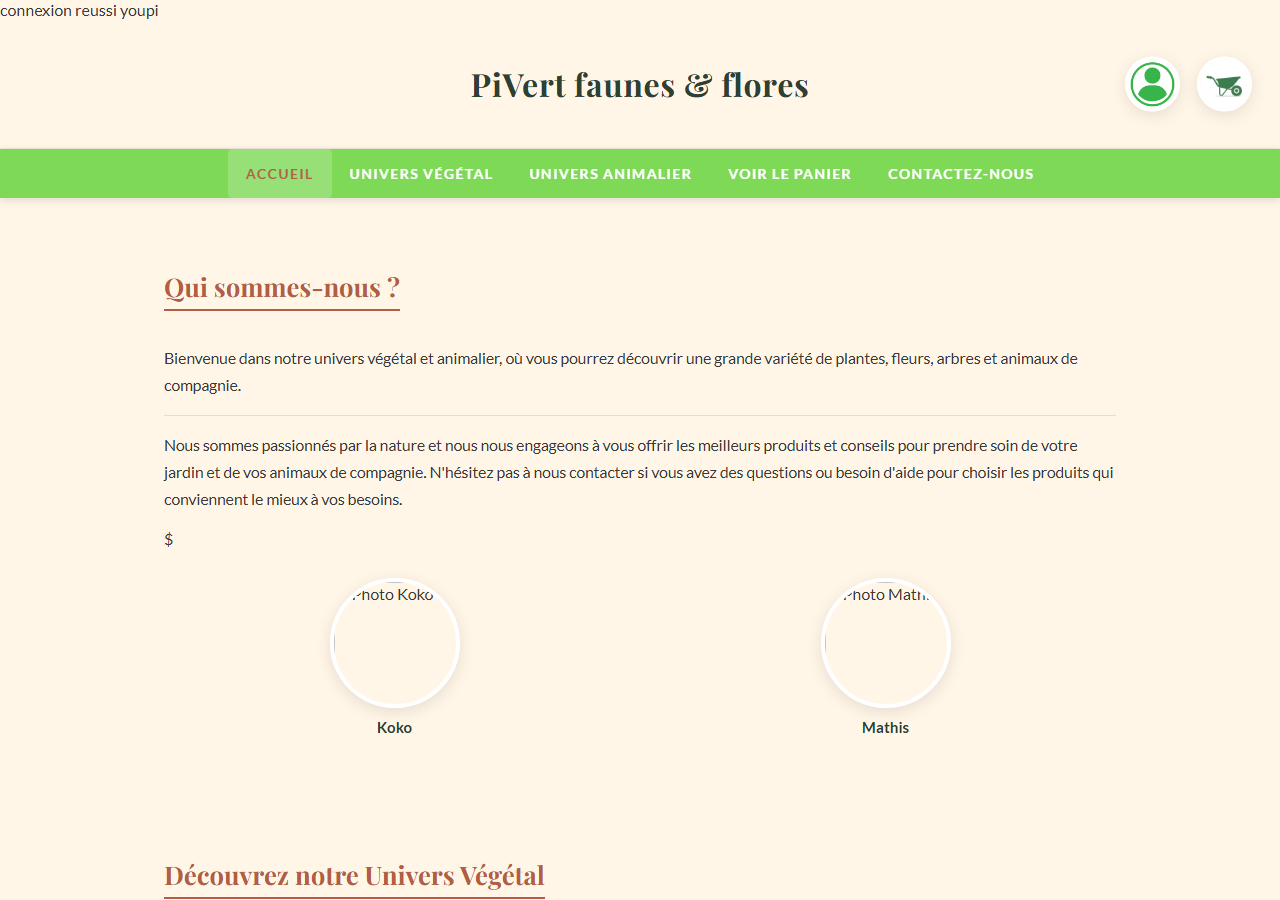 connexion reussi youpi
PiVert faunes & flores
ACCUEIL UNIVERS VÉGÉTAL UNIVERS ANIMALIER VOIR LE PANIER CONTACTEZ-NOUS
Qui sommes-nous ?
Bienvenue dans notre univers végétal et animalier, où vous pourrez découvrir une grande variété de plantes, fleurs, arbres et animaux de
compagnie.
Nous sommes passionnés par la nature et nous nous engageons à vous offrir les meilleurs produits et conseils pour prendre soin de votre
jardin et de vos animaux de compagnie. N'hésitez pas à nous contacter si vous avez des questions ou besoin d'aide pour choisir les produits qui
conviennent le mieux à vos besoins.
$
Photo Koko Photo Mathis
Koko Mathis
Découvrez notre Univers Végétal